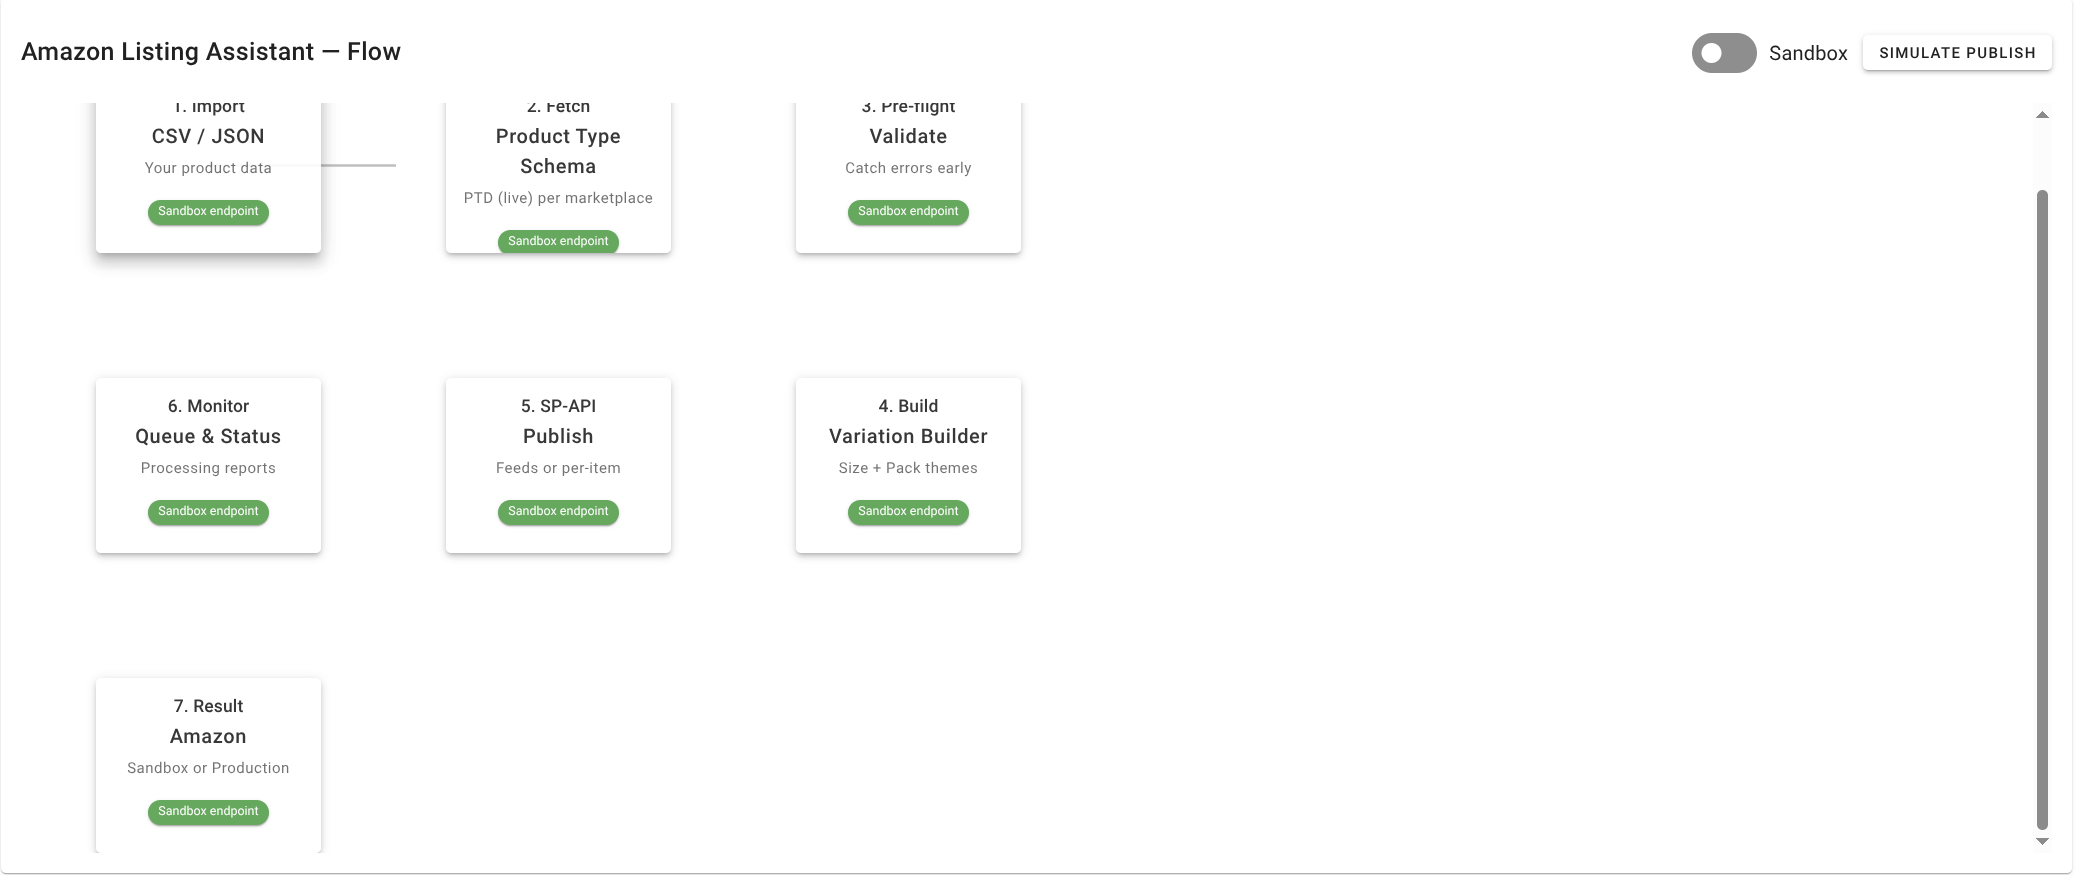 Amazon Listing Assistant — Flow
Sandbox
SIMULATE PUBLISH
1. Import
CSV / JSON
Your product data
Sandbox endpoint
2. Fetch
Product Type
Schema
PTD (live) per marketplace
Sandbox endpoint
3. Pre-flight
Validate
Catch errors early
Sandbox endpoint
6. Monitor
Queue & Status
Processing reports
Sandbox endpoint
5. SP-API
Publish
Feeds or per-item
Sandbox endpoint
4. Build
Variation Builder
Size + Pack themes
Sandbox endpoint
7. Result
Amazon
Sandbox or Production
Sandbox endpoint